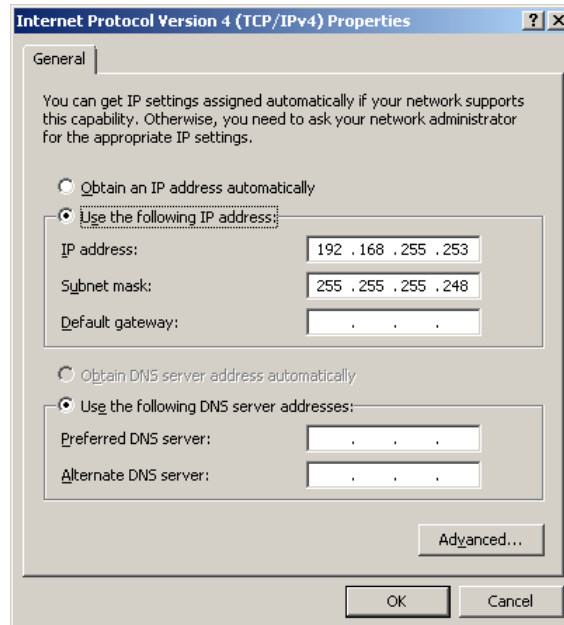 Internet Protocol Version 4 (TCP/IPv4) Properties
General
You can get IP settings assigned automatically if your network supports
this capability. Otherwise, you need to ask your network administrator
for the appropriate IP settings.
Obtain an IP address automatically
Use the following IP address:
IP address: 192 .168 .255 .253
Subnet mask: 255 .255 .255 .248
Default gateway: . . .
Obtain DNS server address automatically
Use the following DNS server addresses:
Preferred DNS server: . . .
Alternate DNS server: . . .
Advanced...
OK Cancel